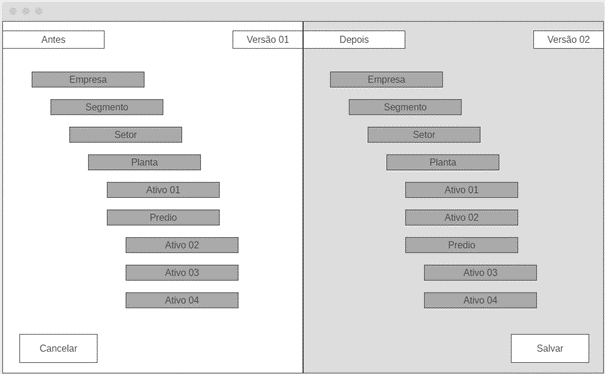 Antes
Versão 01
Empresa
Segmento
Setor
Planta
Ativo 01
Predio
Ativo 02
Ativo 03
Ativo 04
Cancelar
Depois
Versão 02
Empresa
Segmento
Setor
Planta
Ativo 01
Ativo 02
Predio
Ativo 03
Ativo 04
Salvar